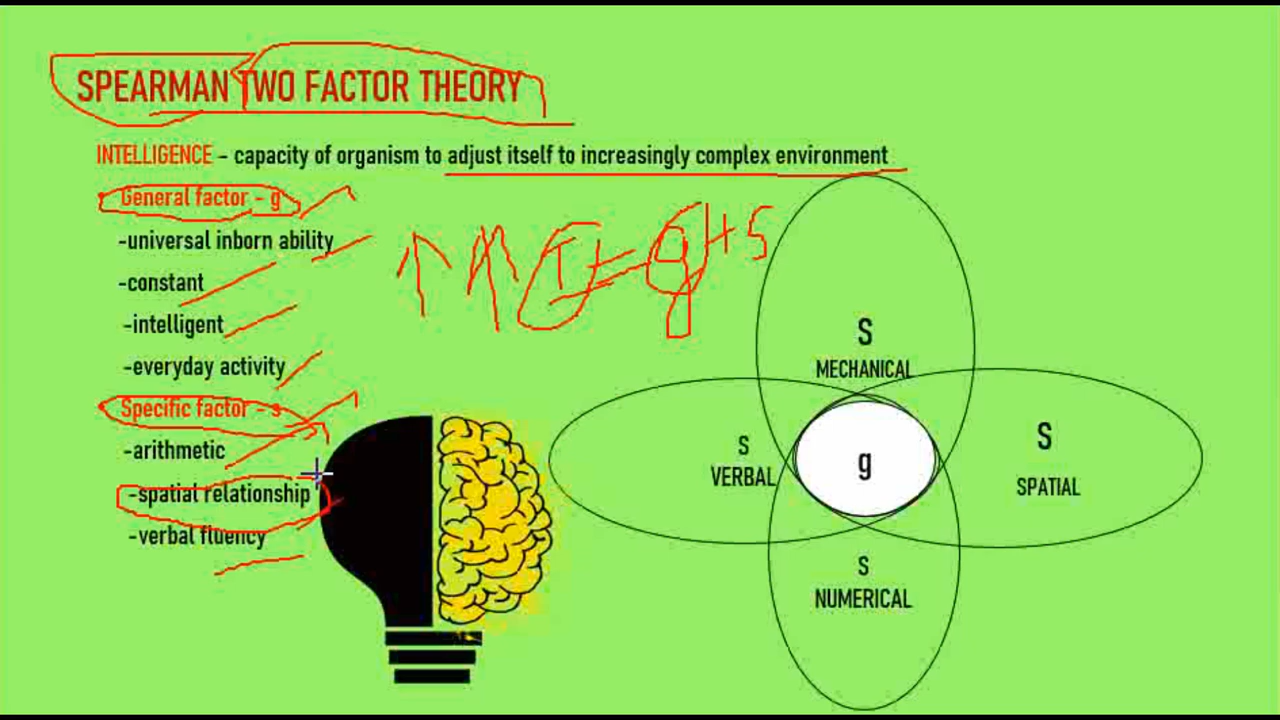 SPEARMAN TWO FACTOR THEORY
INTELLIGENCE - capacity of organism to adjust itself to increasingly complex environment
General factor - g
-universal inborn ability
-constant
-intelligent
-everyday activity
Specific factor - s
-arithmetic
-spatial relationship
-verbal fluency
I = g + S
S
MECHANICAL
S
VERBAL
g
S
SPATIAL
S
NUMERICAL